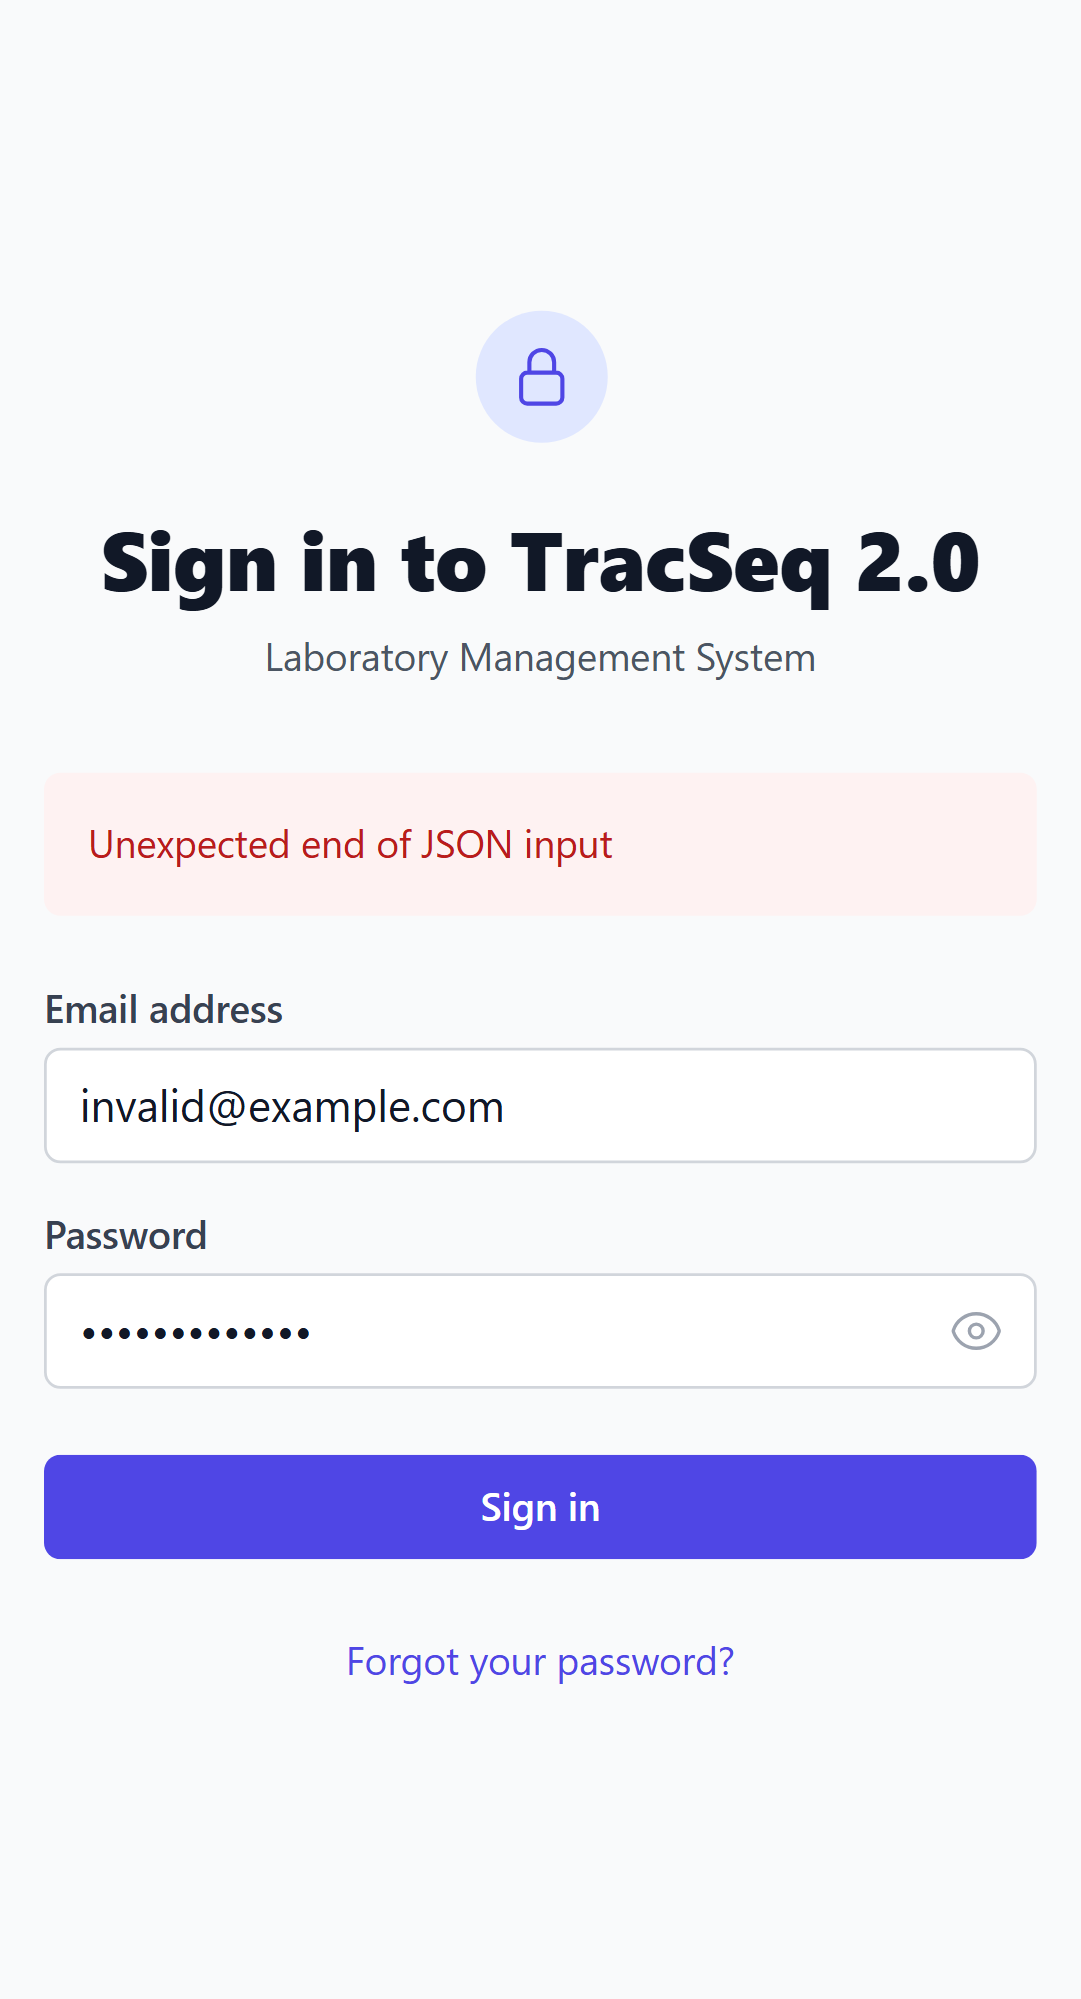 Sign in to TracSeq 2.0
Laboratory Management System
Unexpected end of JSON input
Email address
invalid@example.com
Password
•••••••••••••
Sign in
Forgot your password?